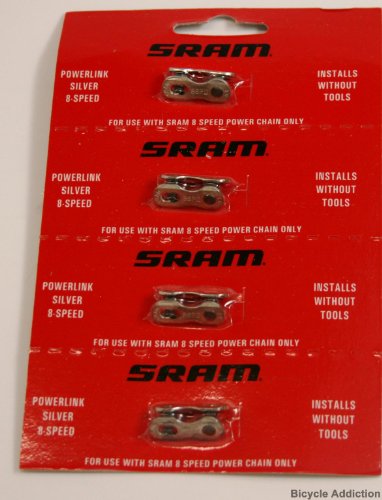 SRAM
POWERLINK
SILVER
8-SPEED
INSTALLS
WITHOUT
TOOLS
FOR USE WITH SRAM 8 SPEED POWER CHAIN ONLY
SRAM
POWERLINK
SILVER
8-SPEED
INSTALLS
WITHOUT
TOOLS
FOR USE WITH SRAM 8 SPEED POWER CHAIN ONLY
SRAM
POWERLINK
SILVER
8-SPEED
INSTALLS
WITHOUT
TOOLS
FOR USE WITH SRAM 8 SPEED POWER CHAIN ONLY
SRAM
POWERLINK
SILVER
8-SPEED
INSTALLS
WITHOUT
TOOLS
FOR USE WITH SRAM 8 SPEED POWER CHAIN ONLY
Bicycle Addiction